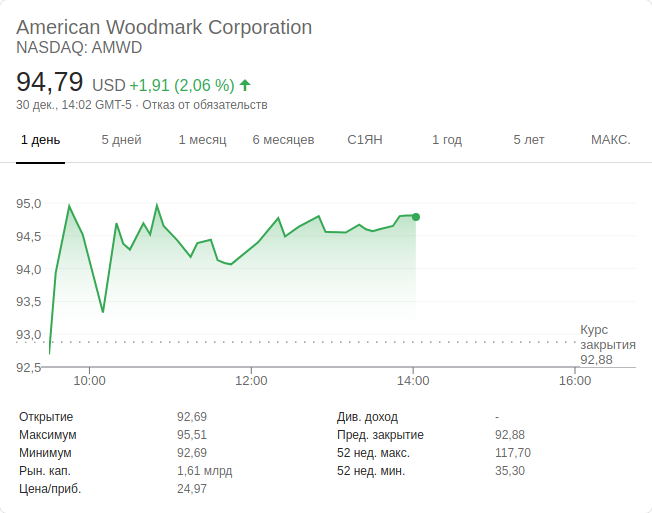 American Woodmark Corporation
NASDAQ: AMWD
94,79 USD +1,91 (2,06 %)
30 дек., 14:02 GMT-5 · Отказ от обязательств
1 день 5 дней 1 месяц 6 месяцев С1ЯН 1 год 5 лет МАКС.
95,0
94,5
94,0
93,5
93,0
92,5
Курс
закрытия
92,88
10:00 12:00 14:00 16:00
Открытие 92,69
Максимум 95,51
Минимум 92,69
Рын. кап. 1,61 млрд
Цена/приб. 24,97
Див. доход -
Пред. закрытие 92,88
52 нед. макс. 117,70
52 нед. мин. 35,30